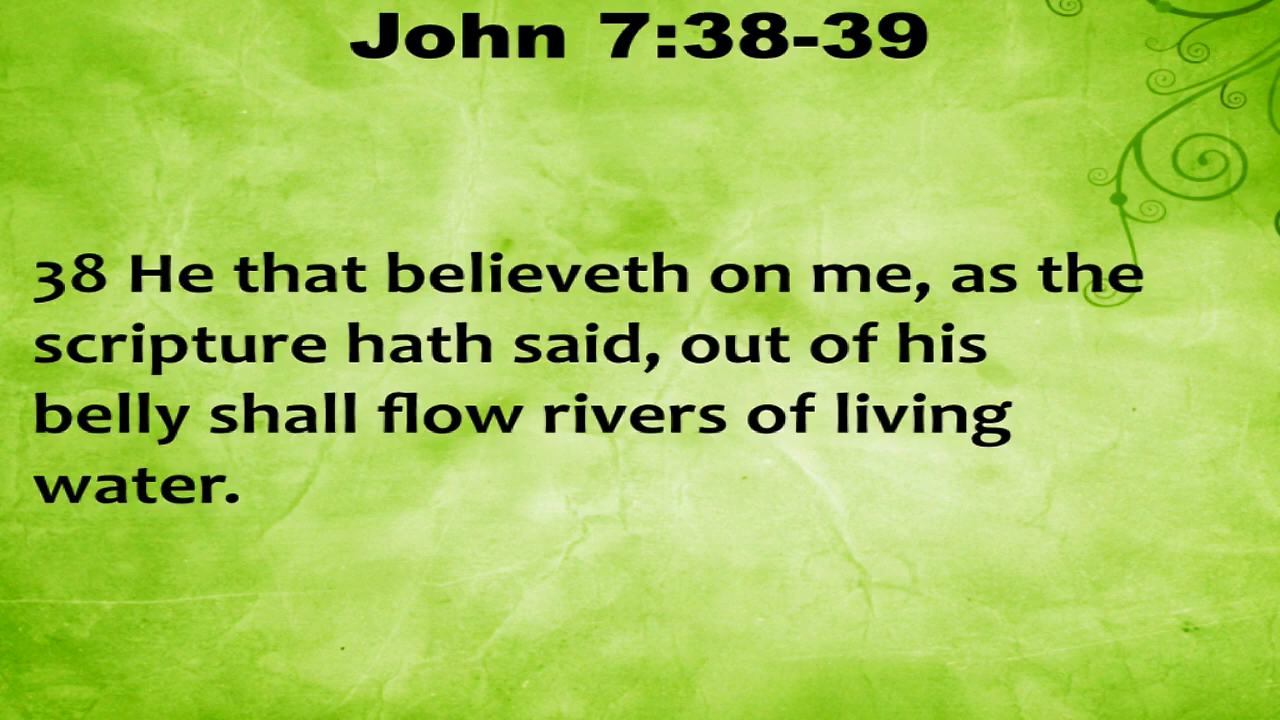 John 7:38-39
38 He that believeth on me, as the
scripture hath said, out of his
belly shall flow rivers of living
water.